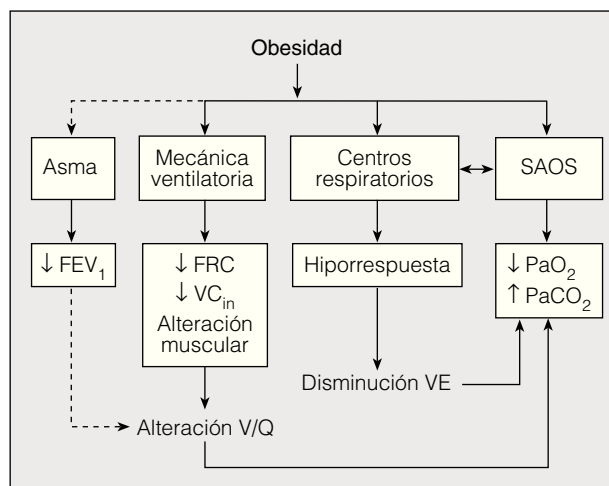 Obesidad
Asma
Mecánica
ventilatoria
Centros
respiratorios
SAOS
↓ FEV₁
↓ FRC
↓ VCᵢₙ
Alteración
muscular
Hiporrespuesta
↓ PaO₂
↑ PaCO₂
Disminución VE
Alteración V/Q